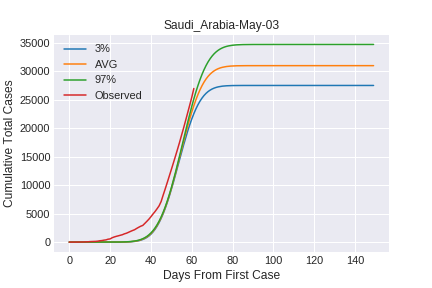 Saudi_Arabia-May-03
3%
AVG
97%
Observed
Cumulative Total Cases
35000
30000
25000
20000
15000
10000
5000
0
0 20 40 60 80 100 120 140
Days From First Case